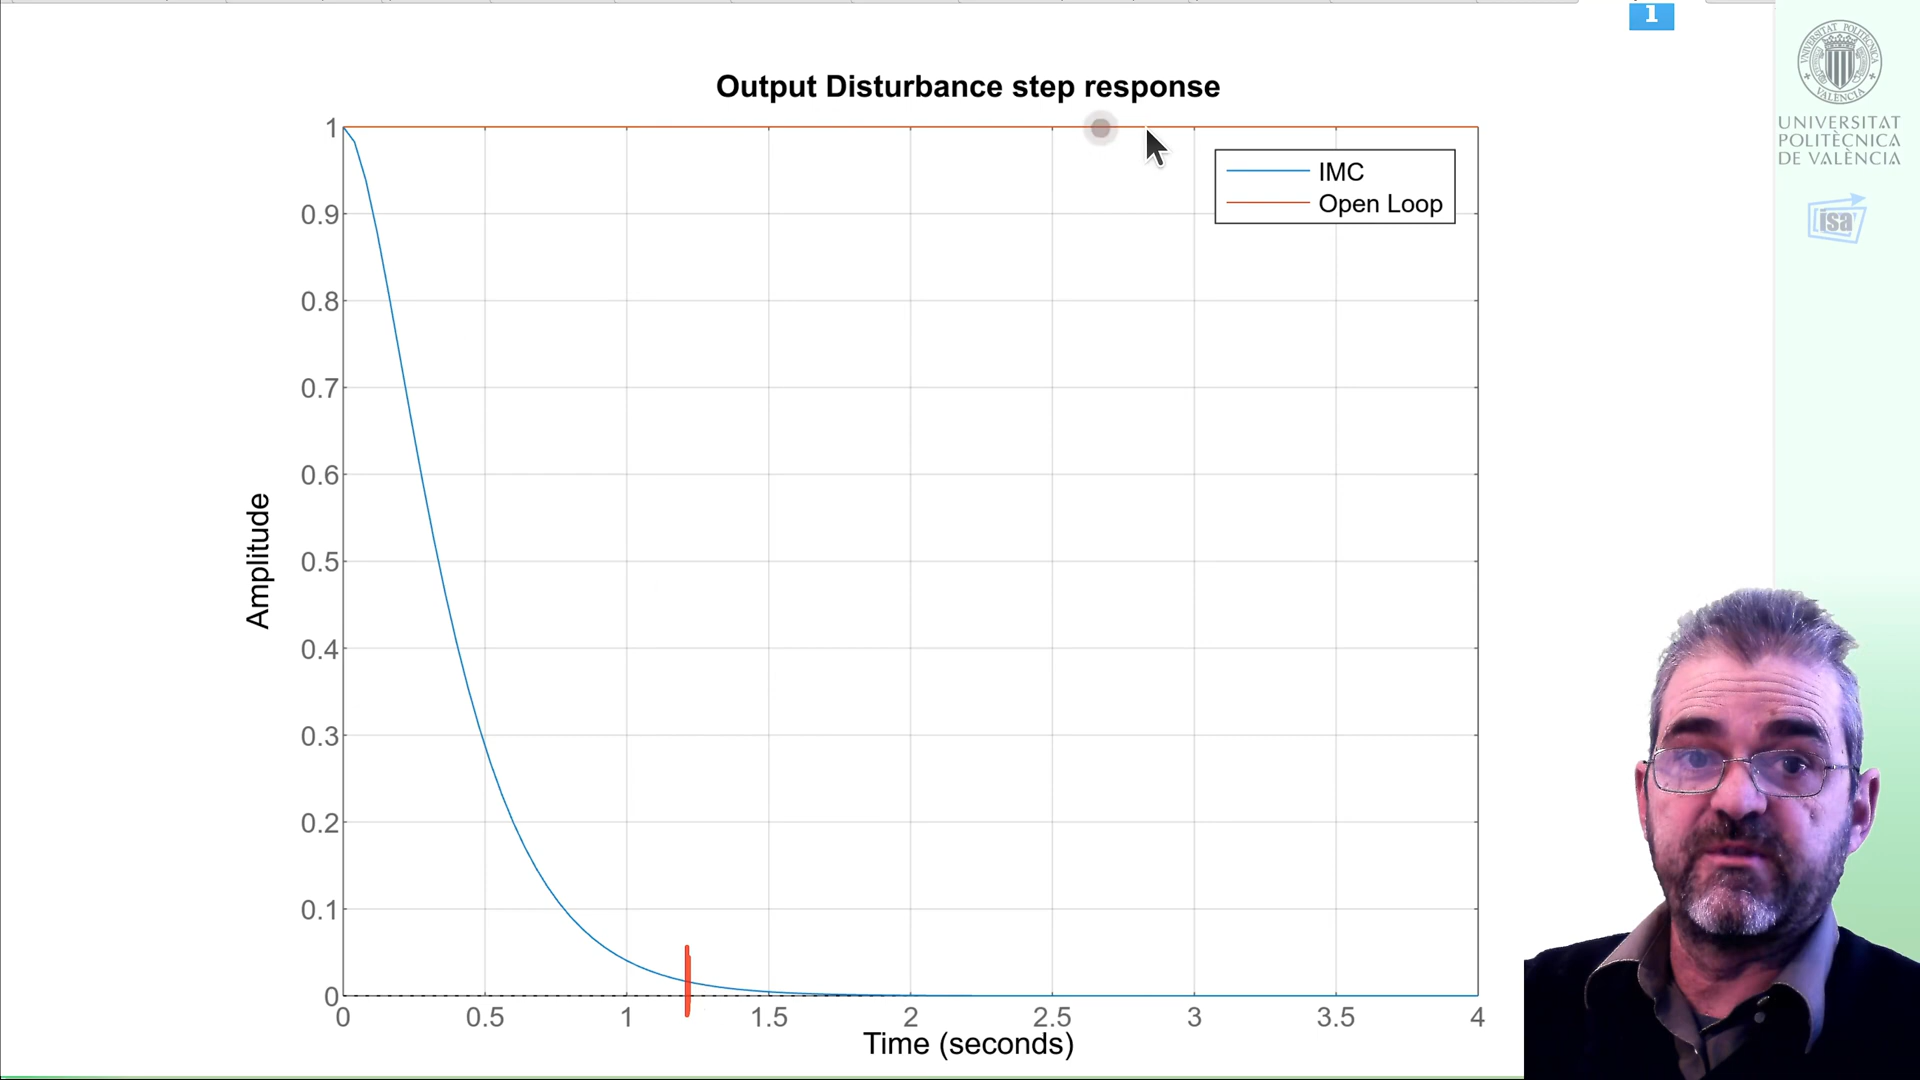 1
Output Disturbance step response
UNIVERSITAT
POLITÈCNICA
DE VALÈNCIA
isa
IMC
Open Loop
1
0.9
0.8
0.7
0.6
0.5
0.4
0.3
0.2
0.1
0
Amplitude
0 0.5 1 1.5 2 2.5 3 3.5 4
Time (seconds)